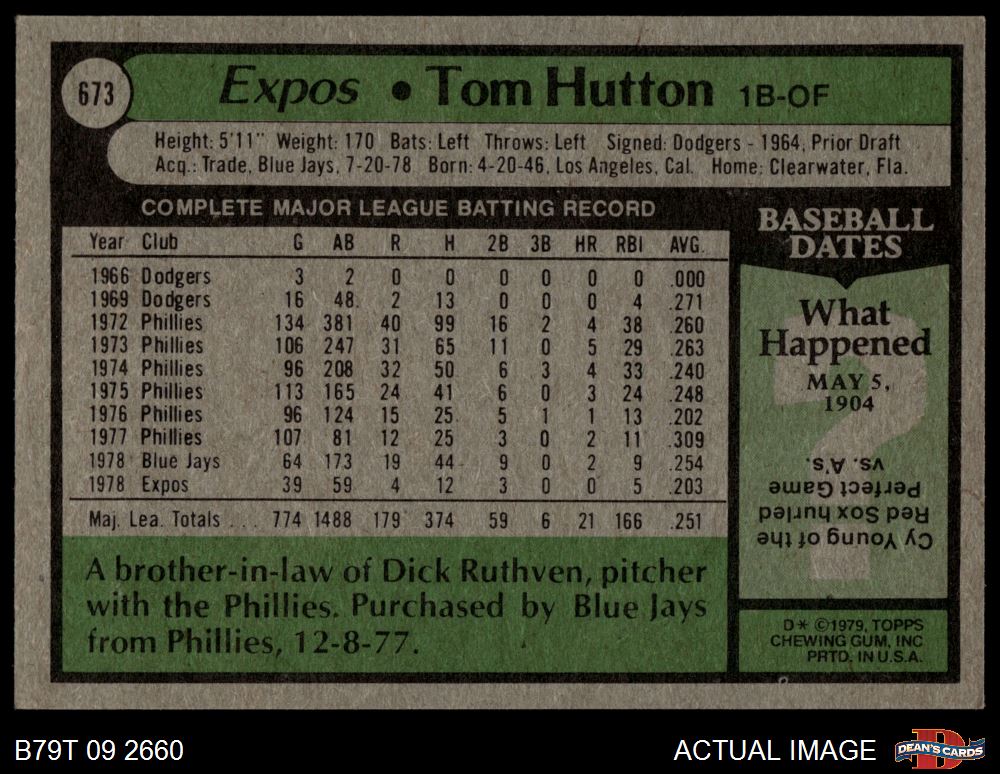 673
Expos • Tom Hutton 1B-OF
Height: 5'11" Weight: 170 Bats: Left Throws: Left Signed: Dodgers - 1964, Prior Draft
Acq.: Trade, Blue Jays, 7-20-78 Born: 4-20-46, Los Angeles, Cal. Home: Clearwater, Fla.
COMPLETE MAJOR LEAGUE BATTING RECORD
Year Club G AB R H 2B 3B HR RBI AVG.
1966 Dodgers 3 2 0 0 0 0 0 0 .000
1969 Dodgers 16 48 2 13 0 0 0 4 .271
1972 Phillies 134 381 40 99 16 2 4 38 .260
1973 Phillies 106 247 31 65 11 0 5 29 .263
1974 Phillies 96 208 32 50 6 3 4 33 .240
1975 Phillies 113 165 24 41 6 0 3 24 .248
1976 Phillies 96 124 15 25 5 1 1 13 .202
1977 Phillies 107 81 12 25 3 0 2 11 .309
1978 Blue Jays 64 173 19 44 9 0 2 9 .254
1978 Expos 39 59 4 12 3 0 0 5 .203
Maj. Lea. Totals ... 774 1488 179 374 59 6 21 166 .251
A brother-in-law of Dick Ruthven, pitcher
with the Phillies. Purchased by Blue Jays
from Phillies, 12-8-77.
BASEBALL
DATES
What
Happened
MAY 5,
1904
?
Cy Young of the
Red Sox hurled
Perfect Game
vs. A's.
D* ©1979, TOPPS
CHEWING GUM, INC
PRTD. IN U.S.A.
B79T 09 2660
ACTUAL IMAGE
D
DEAN'S CARDS